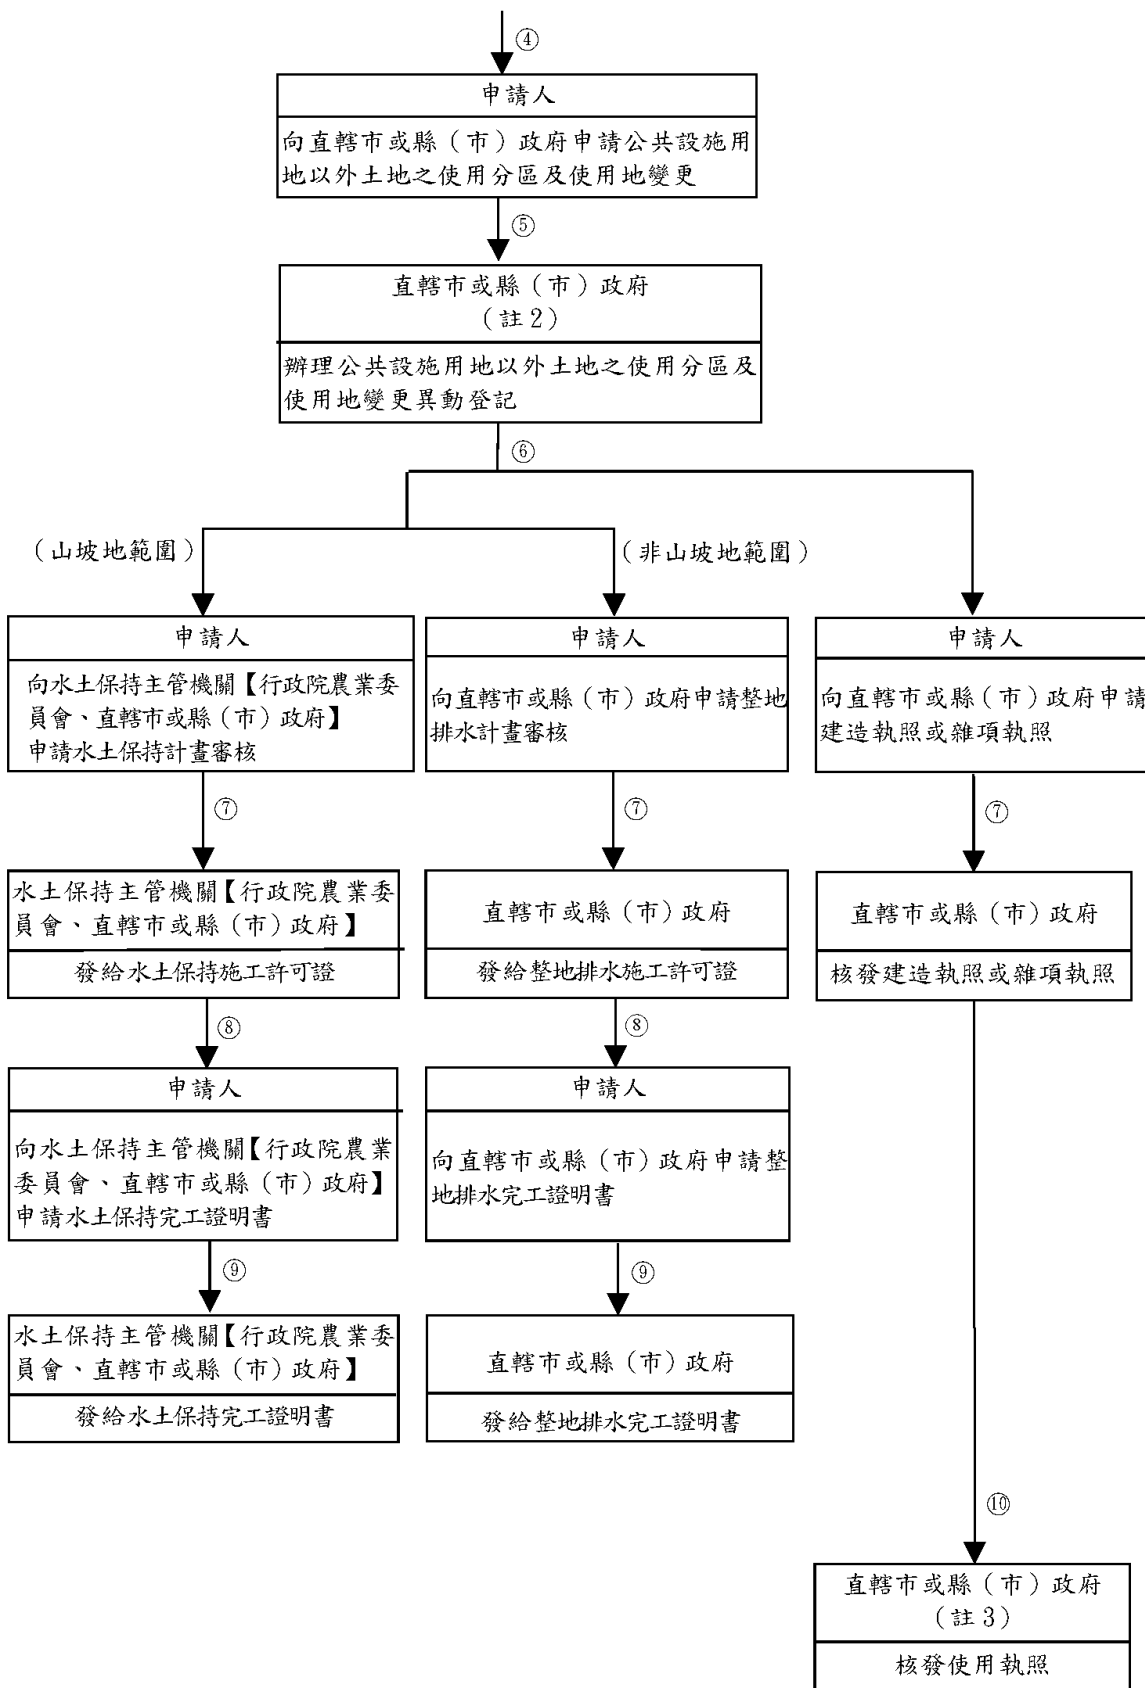 ④
申請人
向直轄市或縣（市）政府申請公共設施用
地以外土地之使用分區及使用地變更
⑤
直轄市或縣（市）政府
（註2）
辦理公共設施用地以外土地之使用分區及
使用地變更異動登記
⑥
（山坡地範圍）
（非山坡地範圍）
申請人
向水土保持主管機關【行政院農業委
員會、直轄市或縣（市）政府】
申請水土保持計畫審核
申請人
向直轄市或縣（市）政府申請整地
排水計畫審核
申請人
向直轄市或縣（市）政府申請
建造執照或雜項執照
⑦
⑦
⑦
水土保持主管機關【行政院農業委
員會、直轄市或縣（市）政府】
發給水土保持施工許可證
直轄市或縣（市）政府
發給整地排水施工許可證
直轄市或縣（市）政府
核發建造執照或雜項執照
⑧
⑧
申請人
向水土保持主管機關【行政院農業
委員會、直轄市或縣（市）政府】
申請水土保持完工證明書
申請人
向直轄市或縣（市）政府申請整
地排水完工證明書
⑨
⑨
水土保持主管機關【行政院農業委
員會、直轄市或縣（市）政府】
發給水土保持完工證明書
直轄市或縣（市）政府
發給整地排水完工證明書
⑩
直轄市或縣（市）政府
（註3）
核發使用執照